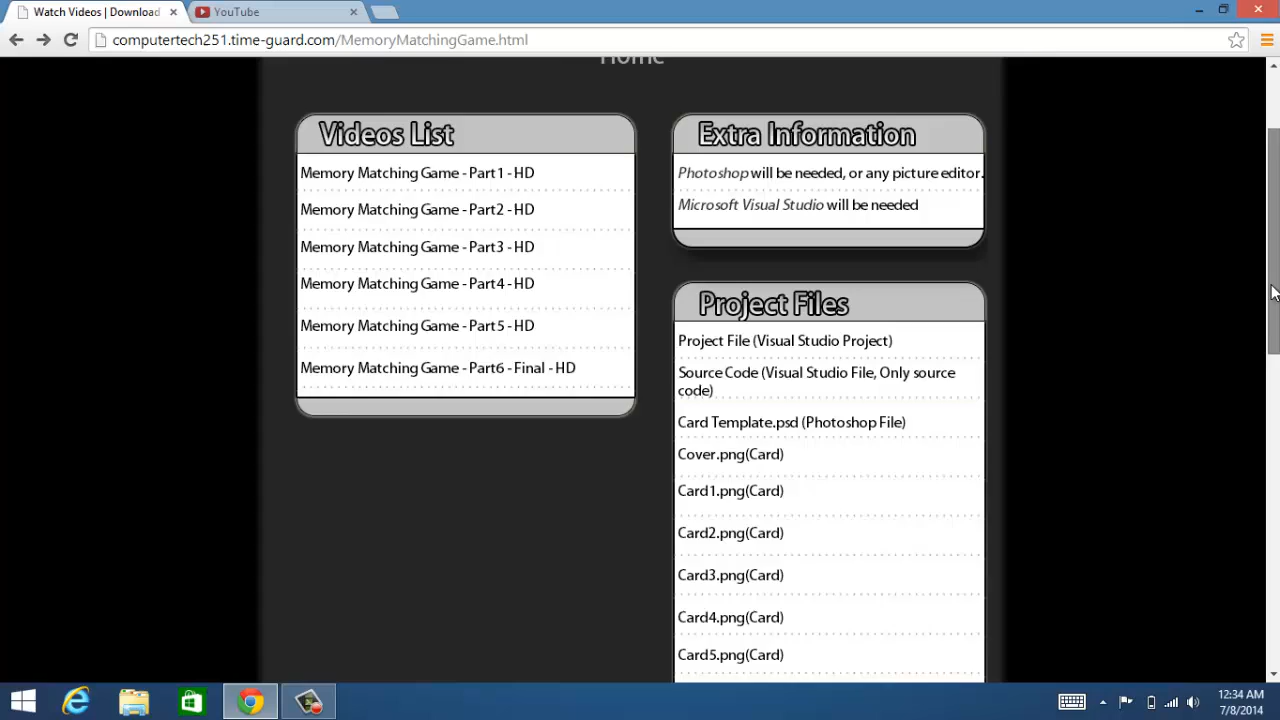 Watch Videos | Download
YouTube
computertech251.time-guard.com/MemoryMatchingGame.html
Home
Videos List
Memory Matching Game - Part1 - HD
Memory Matching Game - Part2 - HD
Memory Matching Game - Part3 - HD
Memory Matching Game - Part4 - HD
Memory Matching Game - Part5 - HD
Memory Matching Game - Part6 - Final - HD
Extra Information
Photoshop will be needed, or any picture editor.
Microsoft Visual Studio will be needed
Project Files
Project File (Visual Studio Project)
Source Code (Visual Studio File, Only source
code)
Card Template.psd (Photoshop File)
Cover.png(Card)
Card1.png(Card)
Card2.png(Card)
Card3.png(Card)
Card4.png(Card)
Card5.png(Card)
12:34 AM
7/8/2014